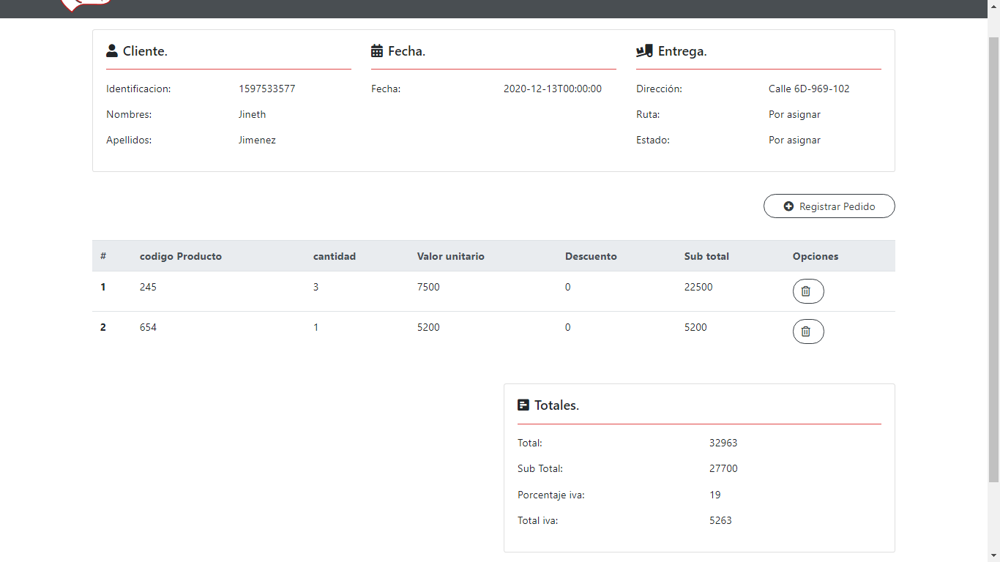 Cliente.
Identificacion: 1597533577
Nombres: Jineth
Apellidos: Jimenez
Fecha.
Fecha: 2020-12-13T00:00:00
Entrega.
Dirección: Calle 6D-969-102
Ruta: Por asignar
Estado: Por asignar
Registrar Pedido
# codigo Producto cantidad Valor unitario Descuento Sub total Opciones
1 245 3 7500 0 22500
2 654 1 5200 0 5200
Totales.
Total: 32963
Sub Total: 27700
Porcentaje iva: 19
Total iva: 5263